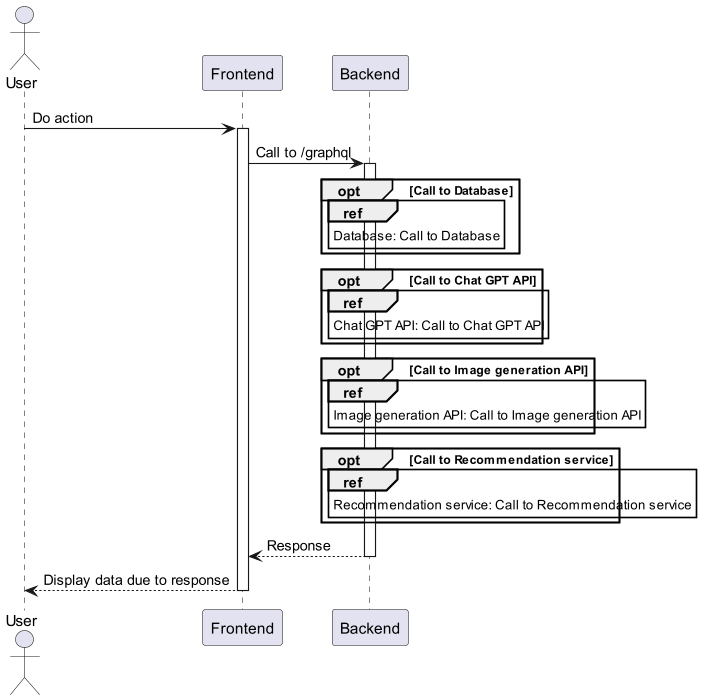 User
Frontend
Backend
Do action
Call to /graphql
opt [Call to Database]
ref
Database: Call to Database
opt [Call to Chat GPT API]
ref
Chat GPT API: Call to Chat GPT API
opt [Call to Image generation API]
ref
Image generation API: Call to Image generation API
opt [Call to Recommendation service]
ref
Recommendation service: Call to Recommendation service
Response
Display data due to response
User
Frontend
Backend